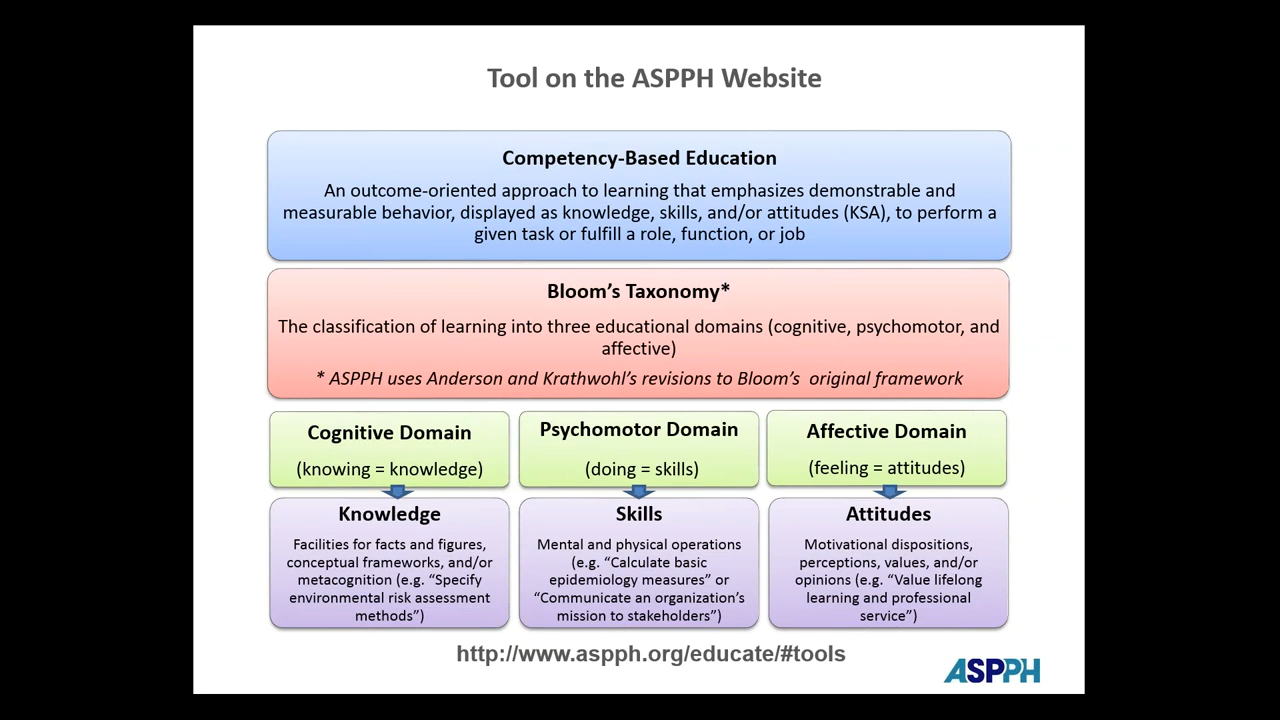 Tool on the ASPPH Website
Competency-Based Education
An outcome-oriented approach to learning that emphasizes demonstrable and
measurable behavior, displayed as knowledge, skills, and/or attitudes (KSA), to perform a
given task or fulfill a role, function, or job
Bloom's Taxonomy*
The classification of learning into three educational domains (cognitive, psychomotor, and
affective)
* ASPPH uses Anderson and Krathwohl's revisions to Bloom's  original framework
Cognitive Domain
(knowing = knowledge)
Psychomotor Domain
(doing = skills)
Affective Domain
(feeling = attitudes)
Knowledge
Facilities for facts and figures,
conceptual frameworks, and/or
metacognition (e.g. “Specify
environmental risk assessment
methods”)
Skills
Mental and physical operations
(e.g. “Calculate basic
epidemiology measures” or
“Communicate an organization’s
mission to stakeholders”)
Attitudes
Motivational dispositions,
perceptions, values, and/or
opinions (e.g. “Value lifelong
learning and professional
service”)
http://www.aspph.org/educate/#tools
ASPPH